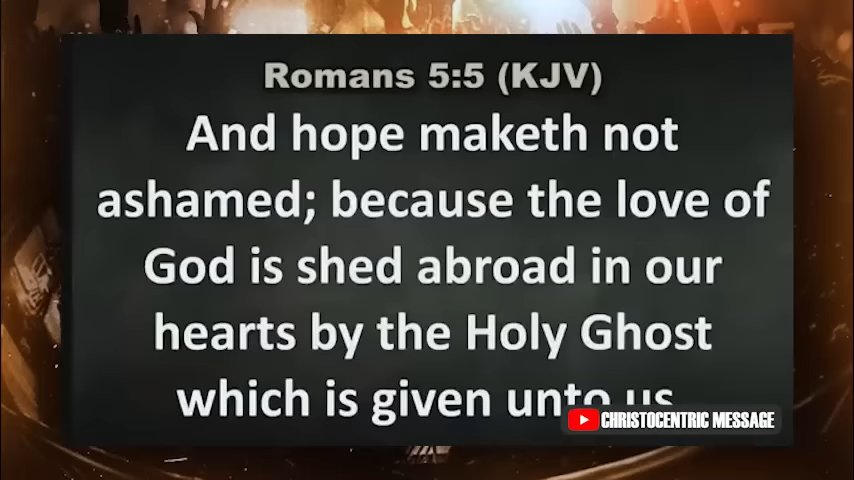 Romans 5:5 (KJV)
And hope maketh not
ashamed; because the love of
God is shed abroad in our
hearts by the Holy Ghost
which is given unto us
CHRISTOCENTRIC MESSAGE